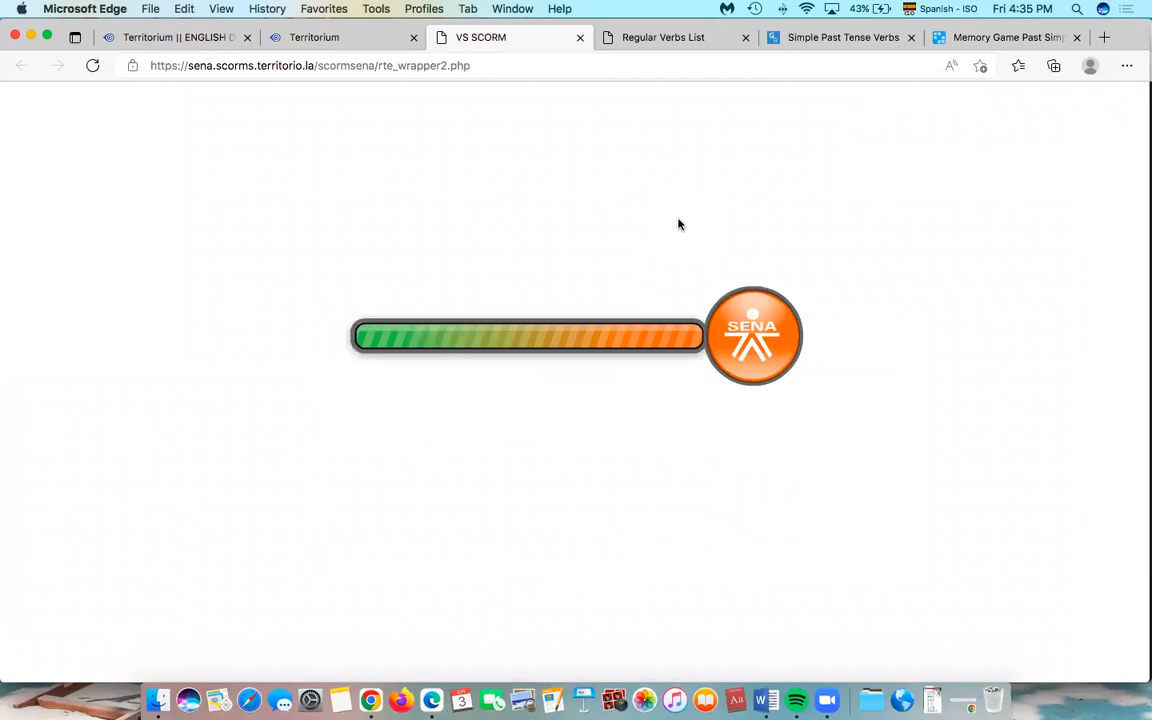 Microsoft Edge File Edit View History Favorites Tools Profiles Tab Window Help 43% Spanish - ISO Fri 4:35 PM
Territorium || ENGLISH D Territorium VS SCORM Regular Verbs List Simple Past Tense Verbs Memory Game Past Simp
https://sena.scorms.territorio.la/scormsena/rte_wrapper2.php
SENA
3
Aa